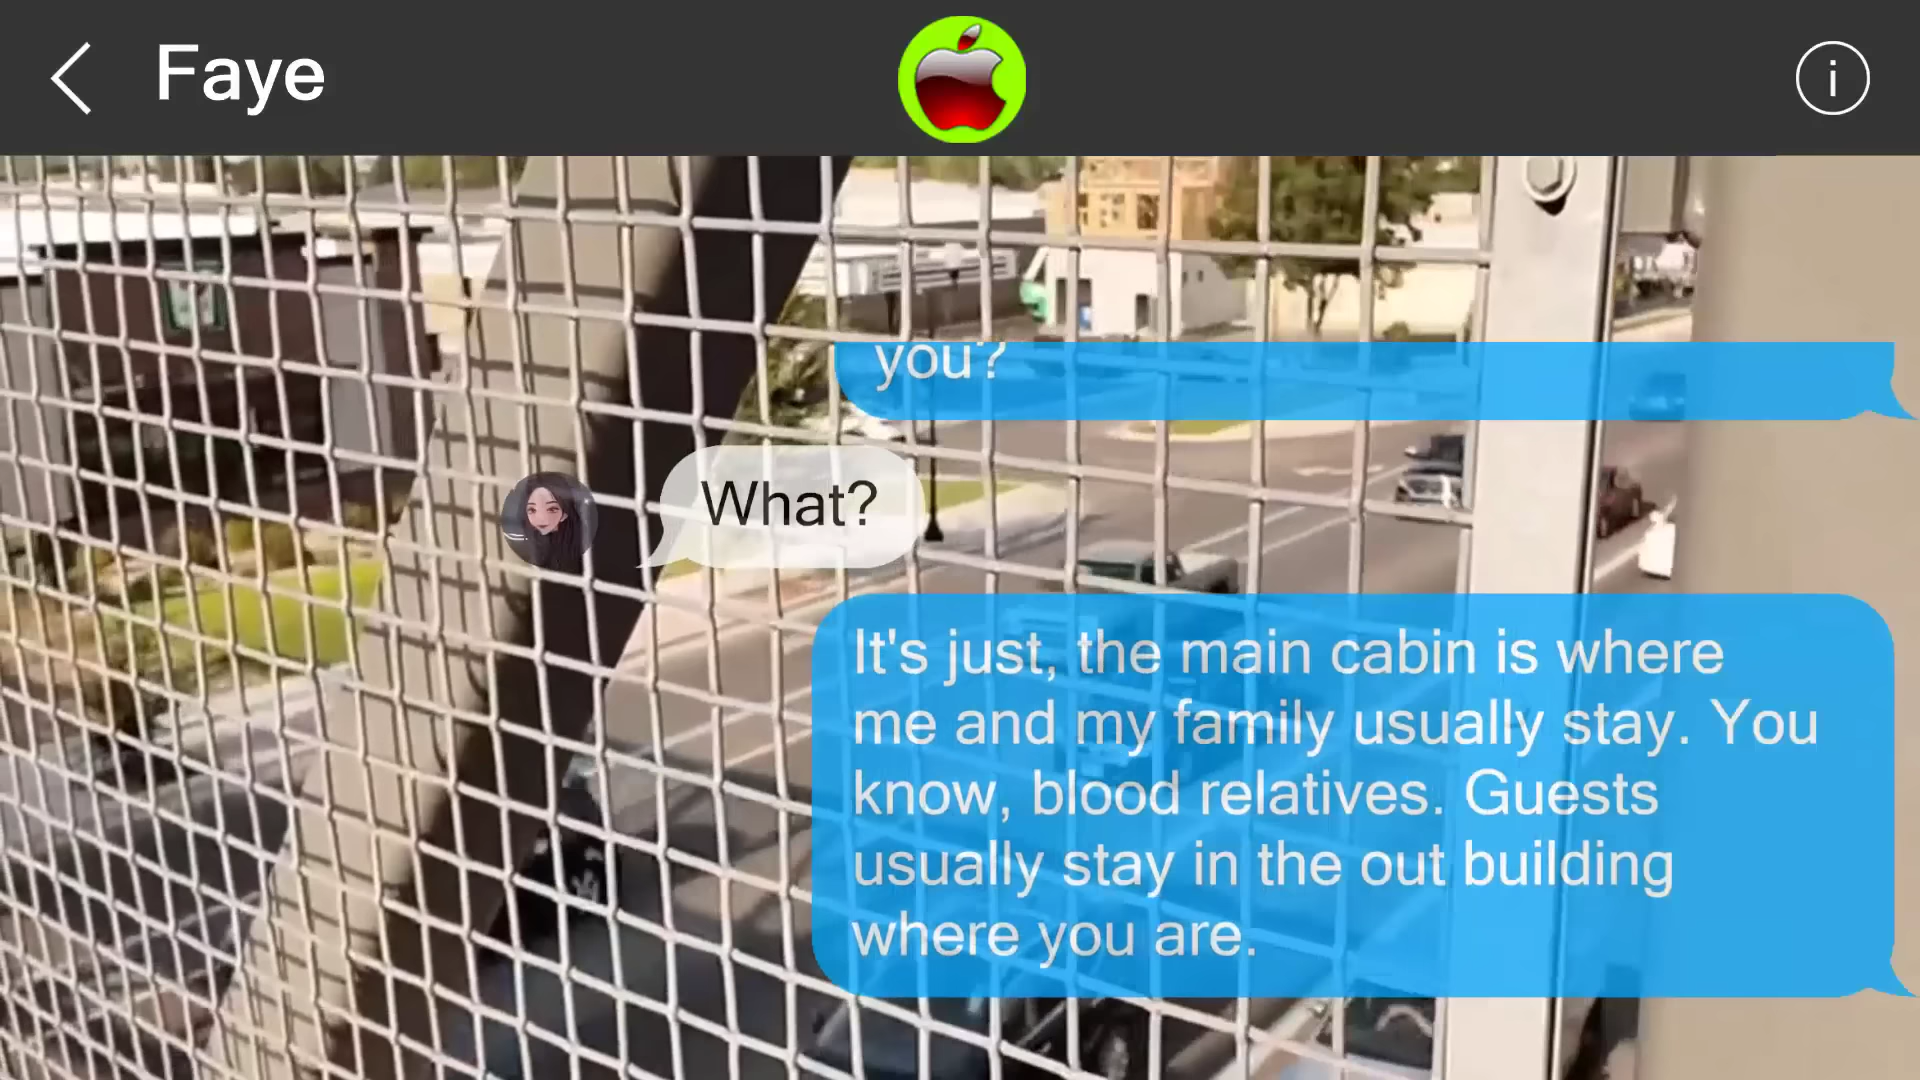 Faye
you?
What?
It's just, the main cabin is where
me and my family usually stay. You
know, blood relatives. Guests
usually stay in the out building
where you are.